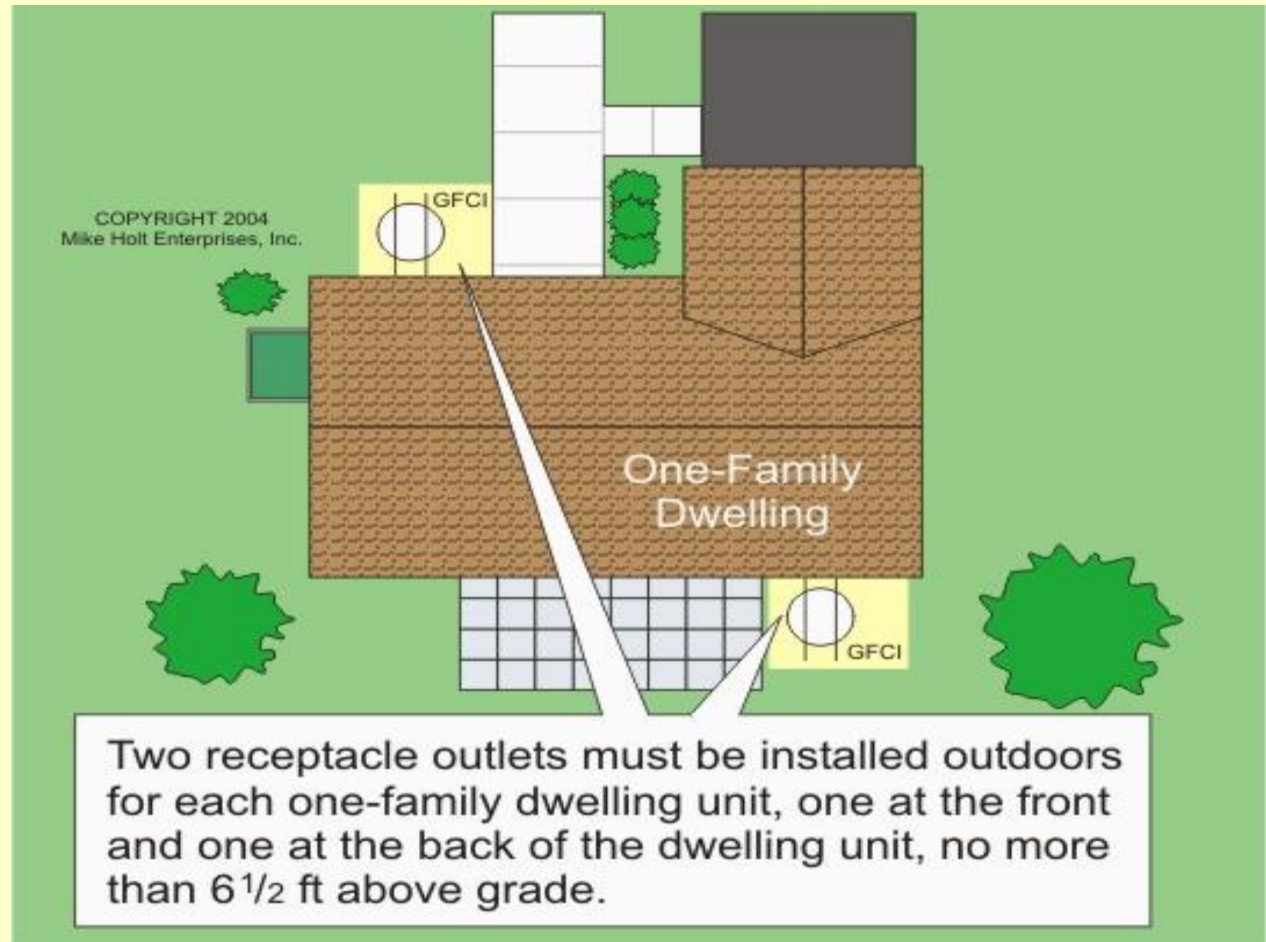 GFCI
COPYRIGHT 2004
Mike Holt Enterprises, Inc.
One-Family
Dwelling
GFCI
Two receptacle outlets must be installed outdoors
for each one-family dwelling unit, one at the front
and one at the back of the dwelling unit, no more
than 6 1/2 ft above grade.